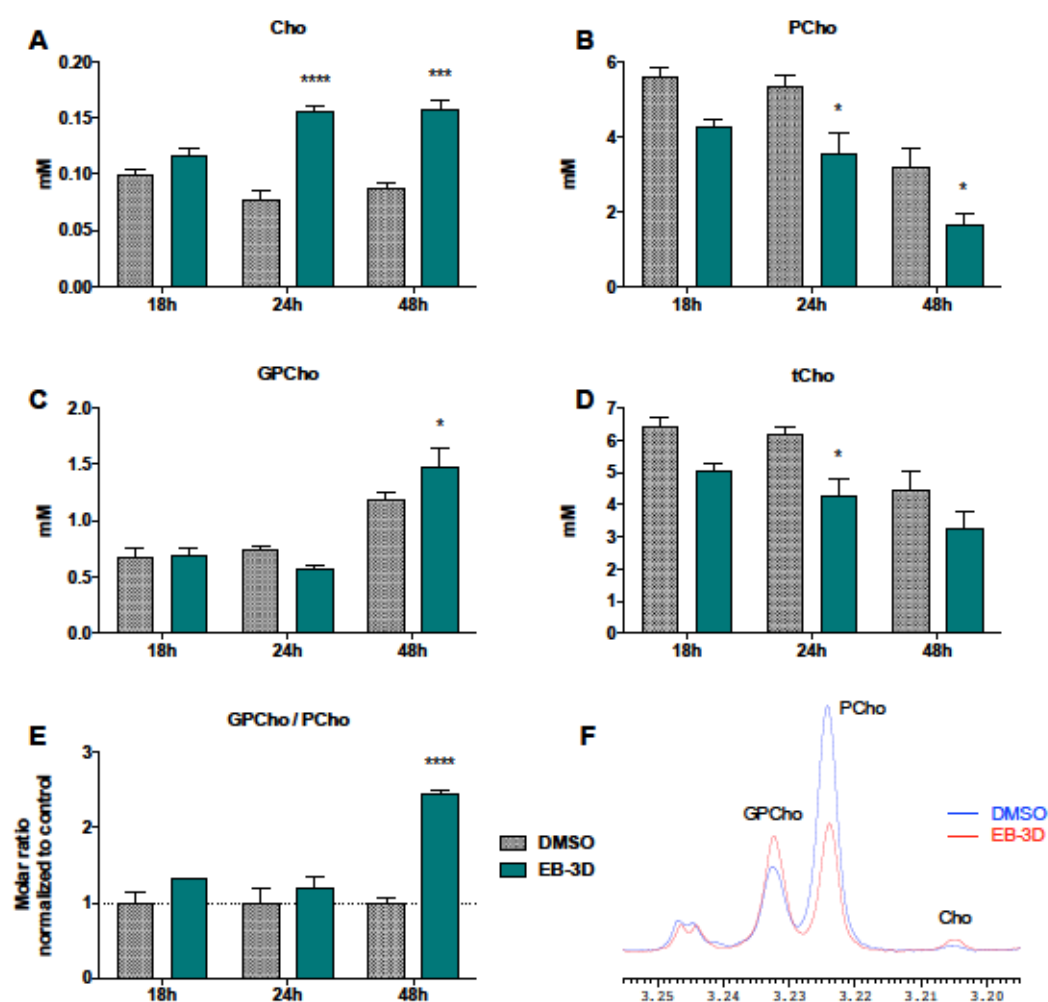 A
Cho
mM
0.20
0.15
0.10
0.05
0.00
****
***
18h 24h 48h
B
PCho
mM
6
4
2
0
*
*
18h 24h 48h
C
GPCho
mM
2.0
1.5
1.0
0.5
0.0
*
18h 24h 48h
D
tCho
mM
7
6
5
4
3
2
1
0
*
18h 24h 48h
E
GPCho / PCho
Molar ratio
normalized to control
3
2
1
0
****
18h 24h 48h
DMSO
EB-3D
F
PCho
GPCho
Cho
DMSO
EB-3D
3.25 3.24 3.23 3.22 3.21 3.20